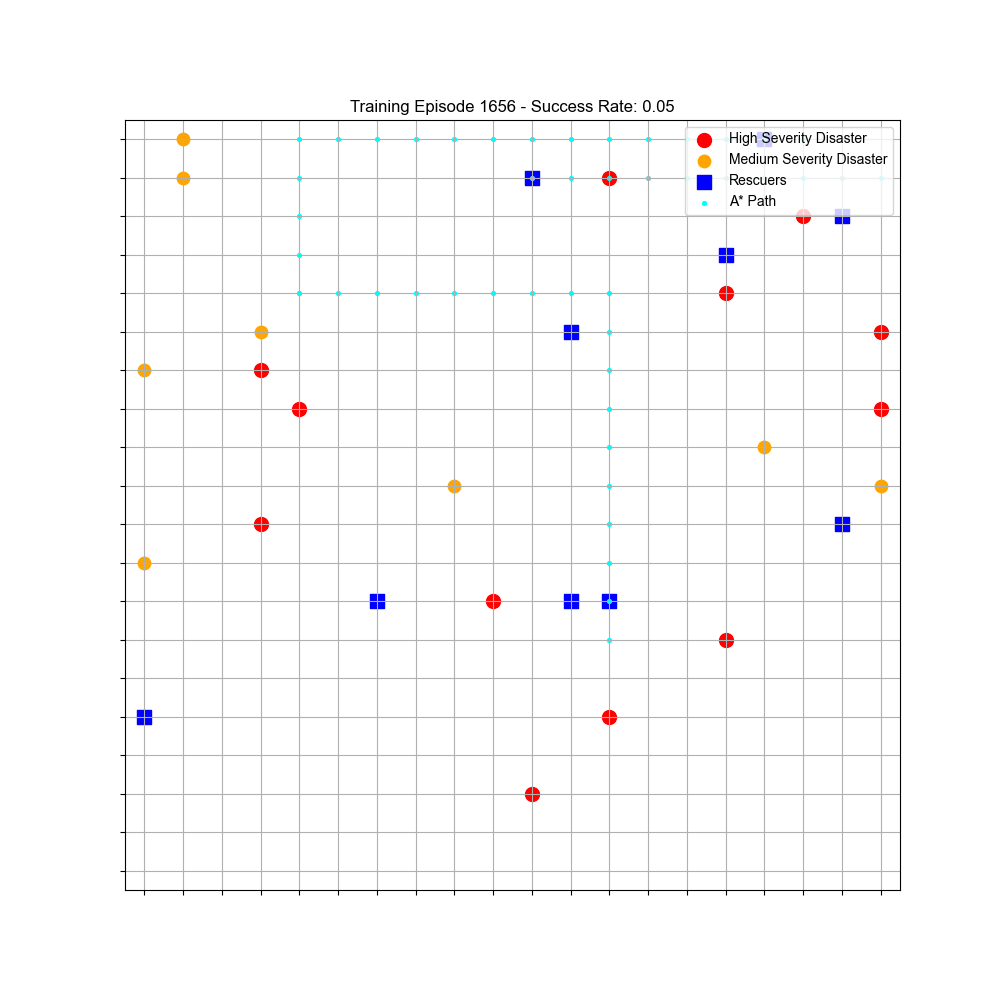 Training Episode 1656 - Success Rate: 0.05
High Severity Disaster
Medium Severity Disaster
Rescuers
A* Path